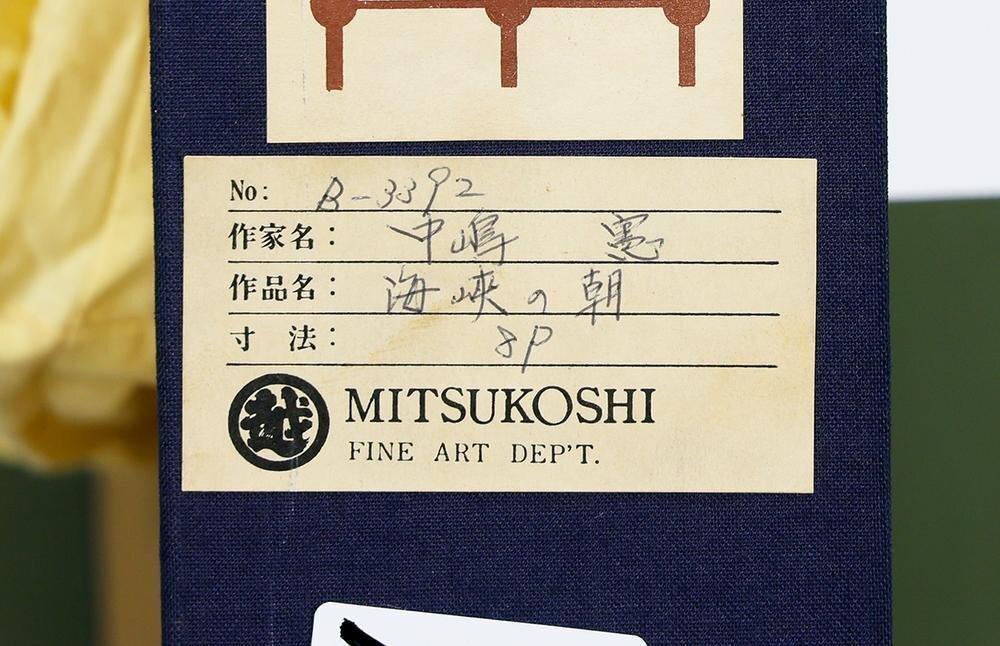 No: B-3392
作家名: 中嶋 憲
作品名: 海峡の朝
寸 法: 8P
越 MITSUKOSHI
FINE ART DEP'T.